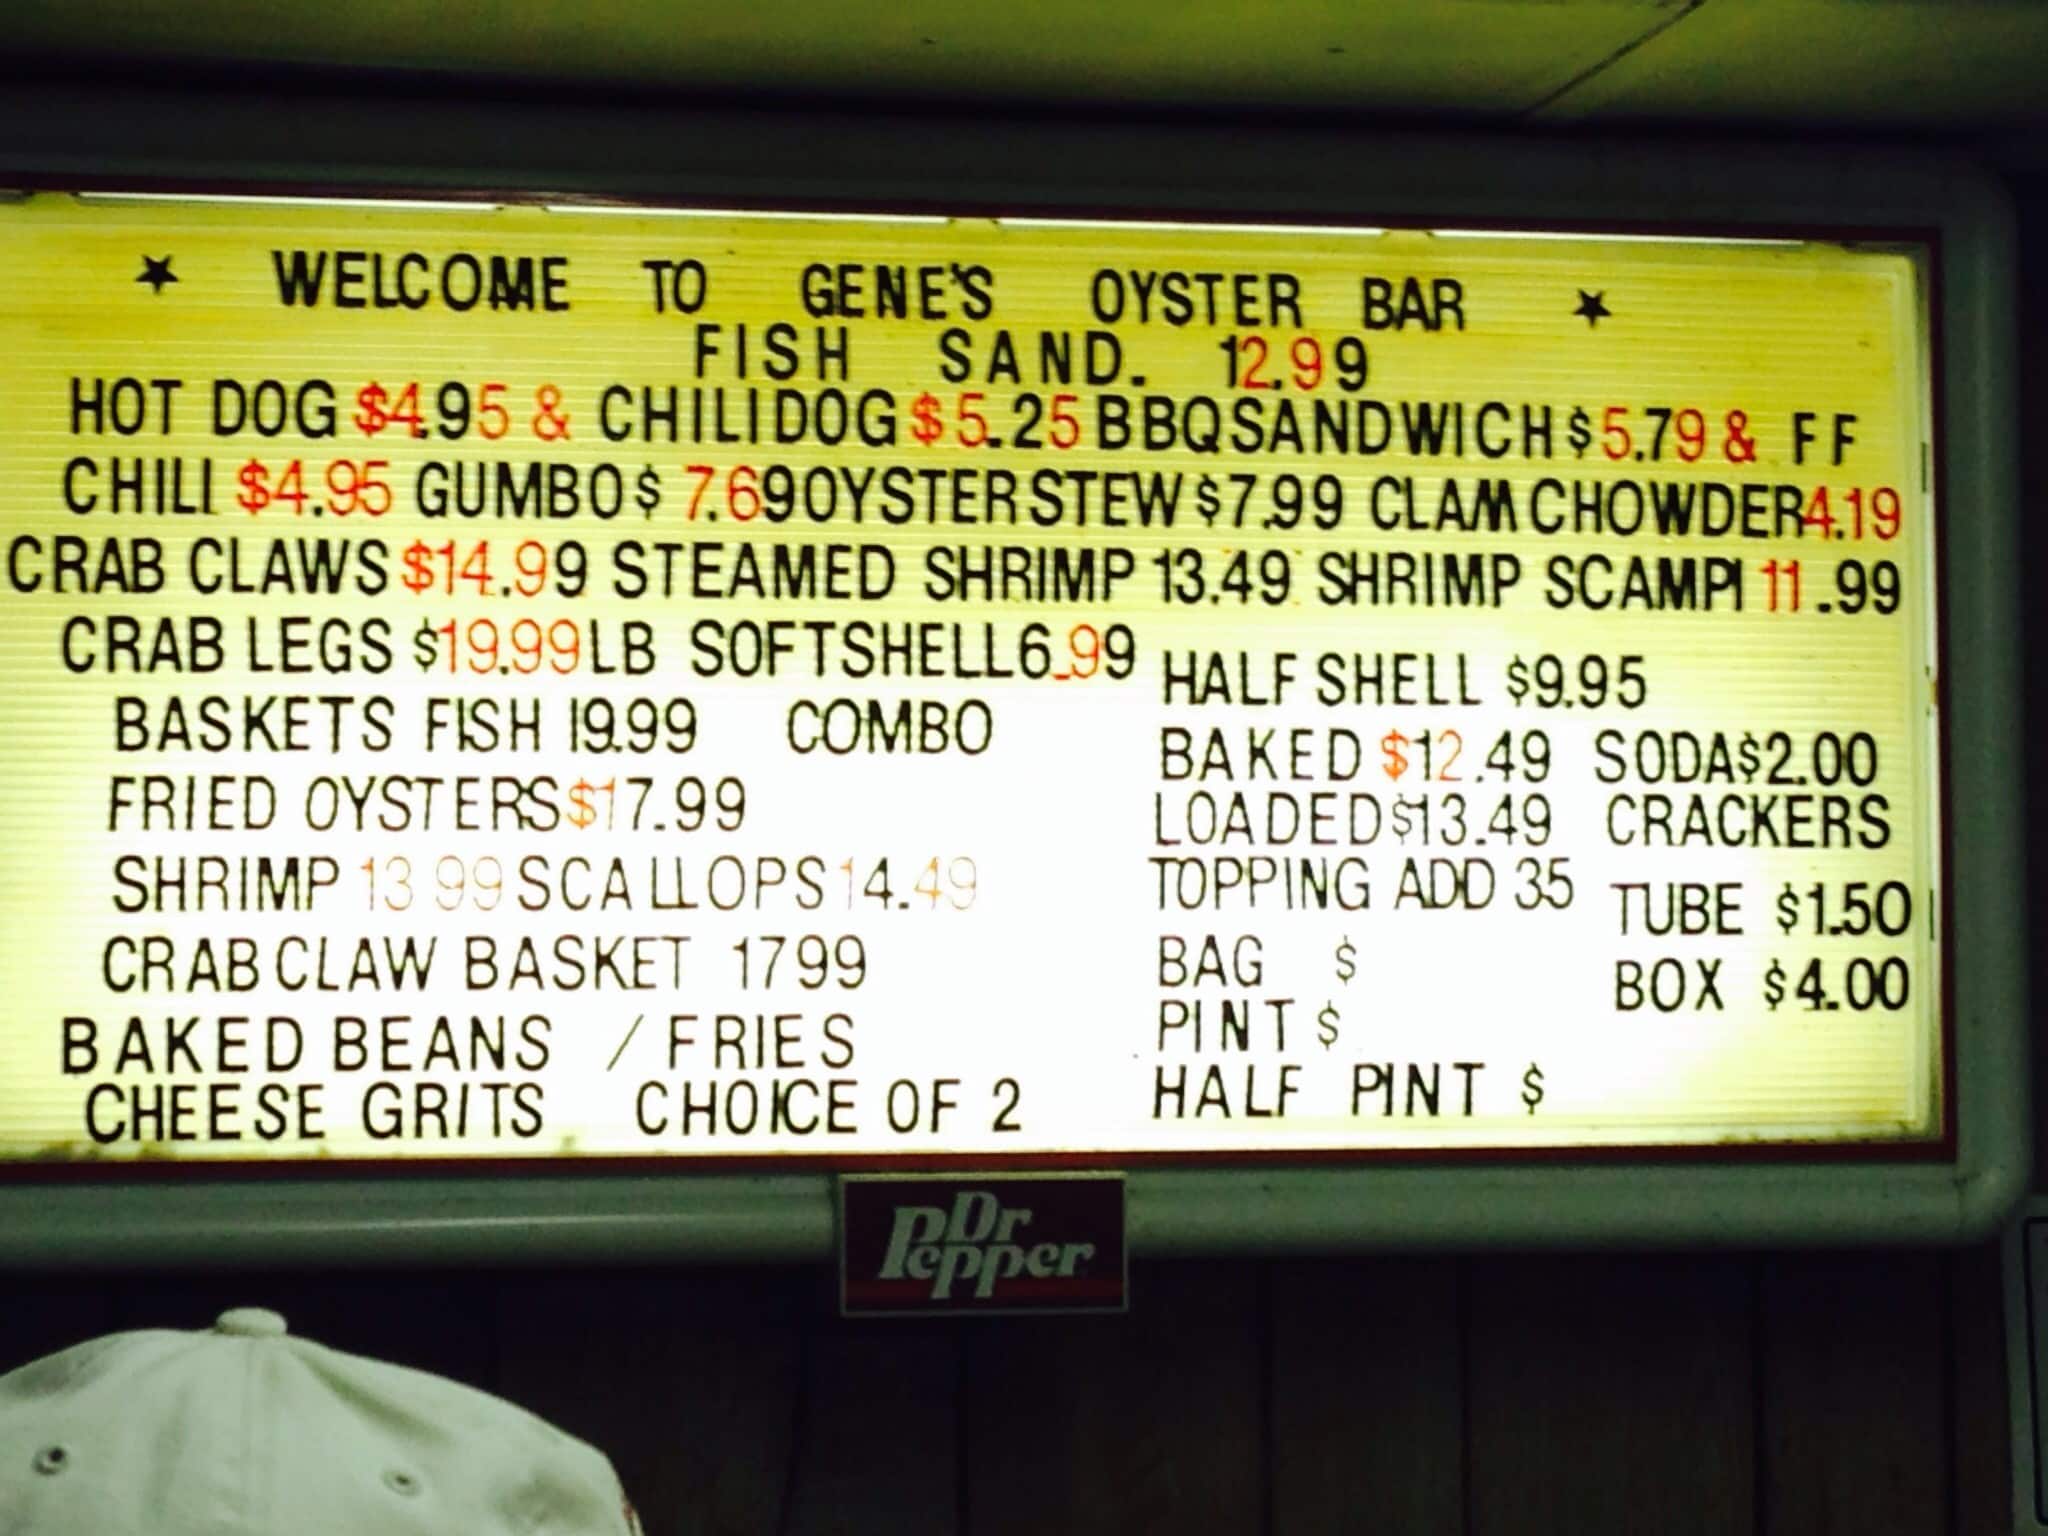 ★ WELCOME TO GENE'S OYSTER BAR ★
FISH SAND. 12.99
HOT DOG $4.95 & CHILIDOG $5.25 BBQ SANDWICH $5.79 & FF
CHILI $4.95 GUMBO $7.69 OYSTER STEW $7.99 CLAM CHOWDER 4.19
CRAB CLAWS $14.99 STEAMED SHRIMP 13.49 SHRIMP SCAMPI 11.99
CRAB LEGS $19.99 LB SOFTSHELL 6.99
BASKETS FISH 19.99 COMBO
FRIED OYSTERS $17.99
SHRIMP 13 99 SCALLOPS 14.49
CRAB CLAW BASKET 17 99
BAKED BEANS / FRIES
CHEESE GRITS CHOICE OF 2
HALF SHELL $9.95
BAKED $12.49
LOADED $13.49
TOPPING ADD 35
BAG $
PINT $
HALF PINT $
SODA $2.00
CRACKERS
TUBE $1.50
BOX $4.00
Dr Pepper